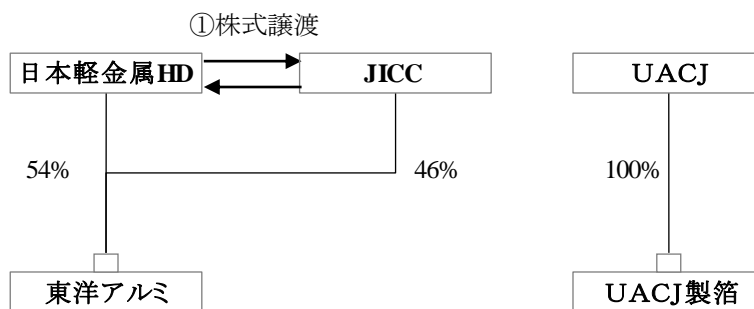 ①株式譲渡
日本軽金属HD
JICC
UACJ
54%
46%
100%
東洋アルミ
UACJ製箔